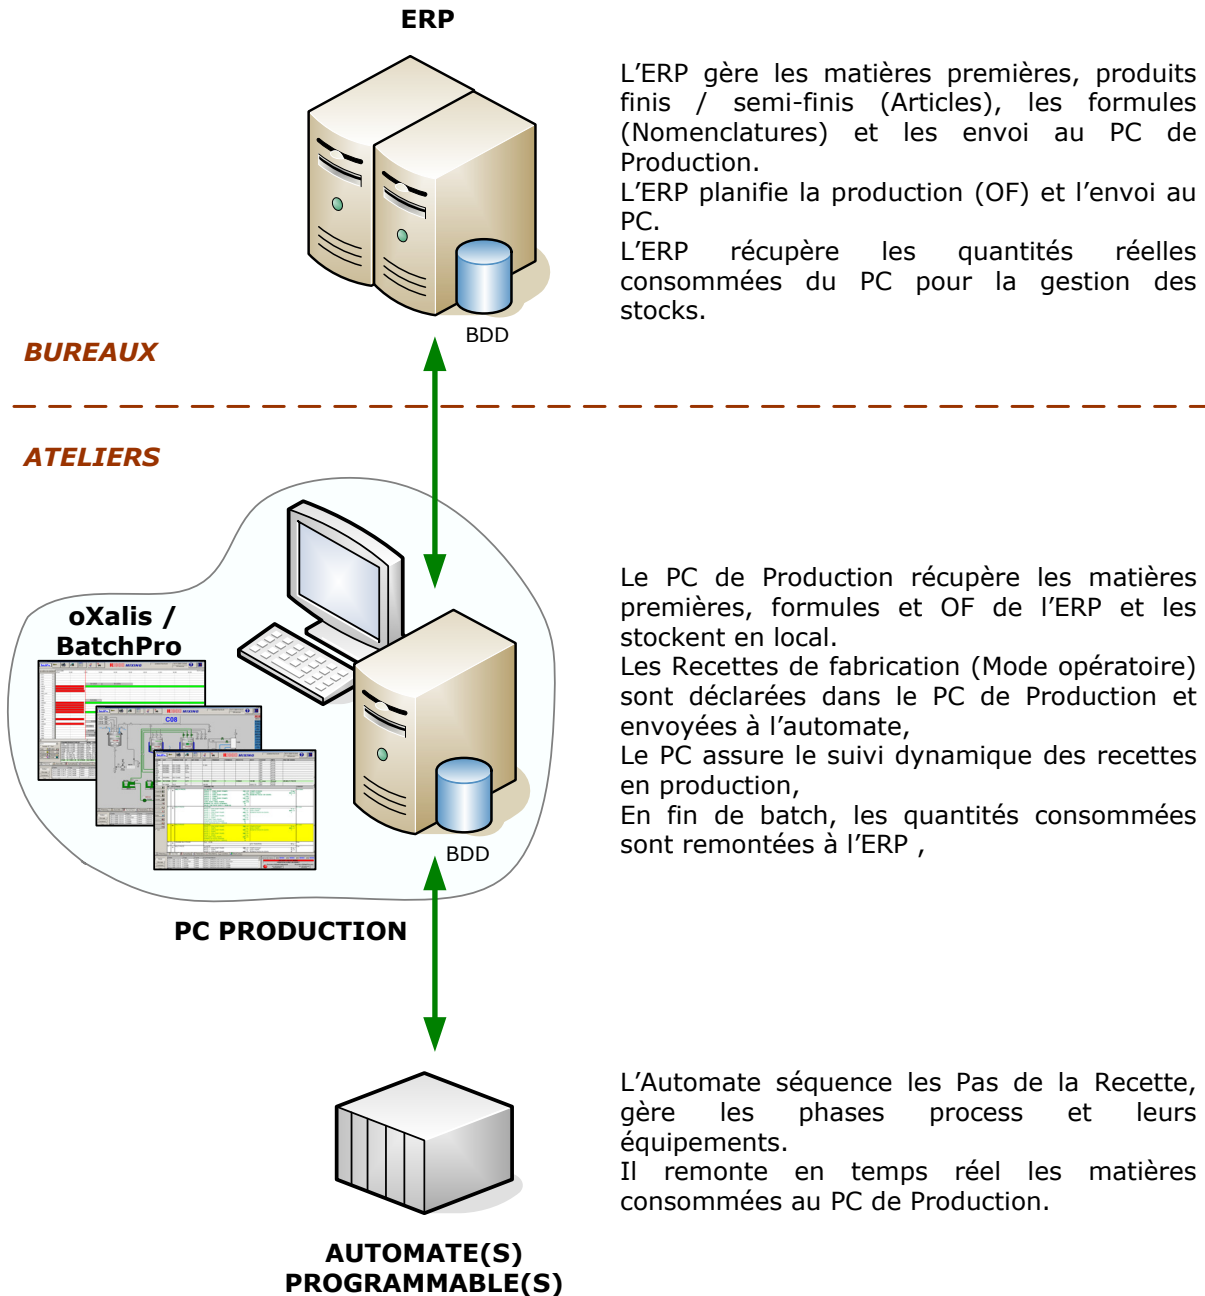 ERP
L’ERP gère les matières premières, produits
finis / semi-finis (Articles), les formules
(Nomenclatures) et les envoi au PC de
Production.
L’ERP planifie la production (OF) et l’envoi au
PC.
L’ERP récupère les quantités réelles
consommées du PC pour la gestion des
stocks.
BDD
BUREAUX
ATELIERS
oXalis /
BatchPro
C08
BDD
PC PRODUCTION
Le PC de Production récupère les matières
premières, formules et OF de l’ERP et les
stockent en local.
Les Recettes de fabrication (Mode opératoire)
sont déclarées dans le PC de Production et
envoyées à l’automate,
Le PC assure le suivi dynamique des recettes
en production,
En fin de batch, les quantités consommées
sont remontées à l’ERP ,
L’Automate séquence les Pas de la Recette,
gère les phases process et leurs
équipements.
Il remonte en temps réel les matières
consommées au PC de Production.
AUTOMATE(S)
PROGRAMMABLE(S)